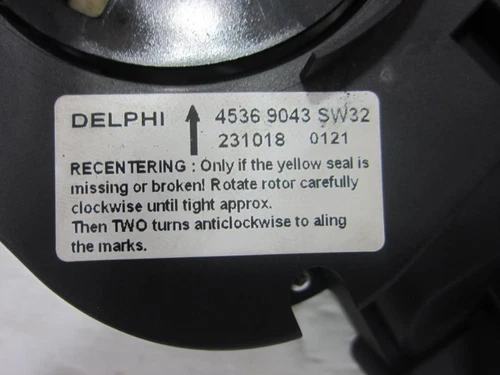 DELPHI ↑ 4536 9043 SW32
231018 0121
RECENTERING : Only if the yellow seal is
missing or broken! Rotate rotor carefully
clockwise until tight approx.
Then TWO turns anticlockwise to aling
the marks.